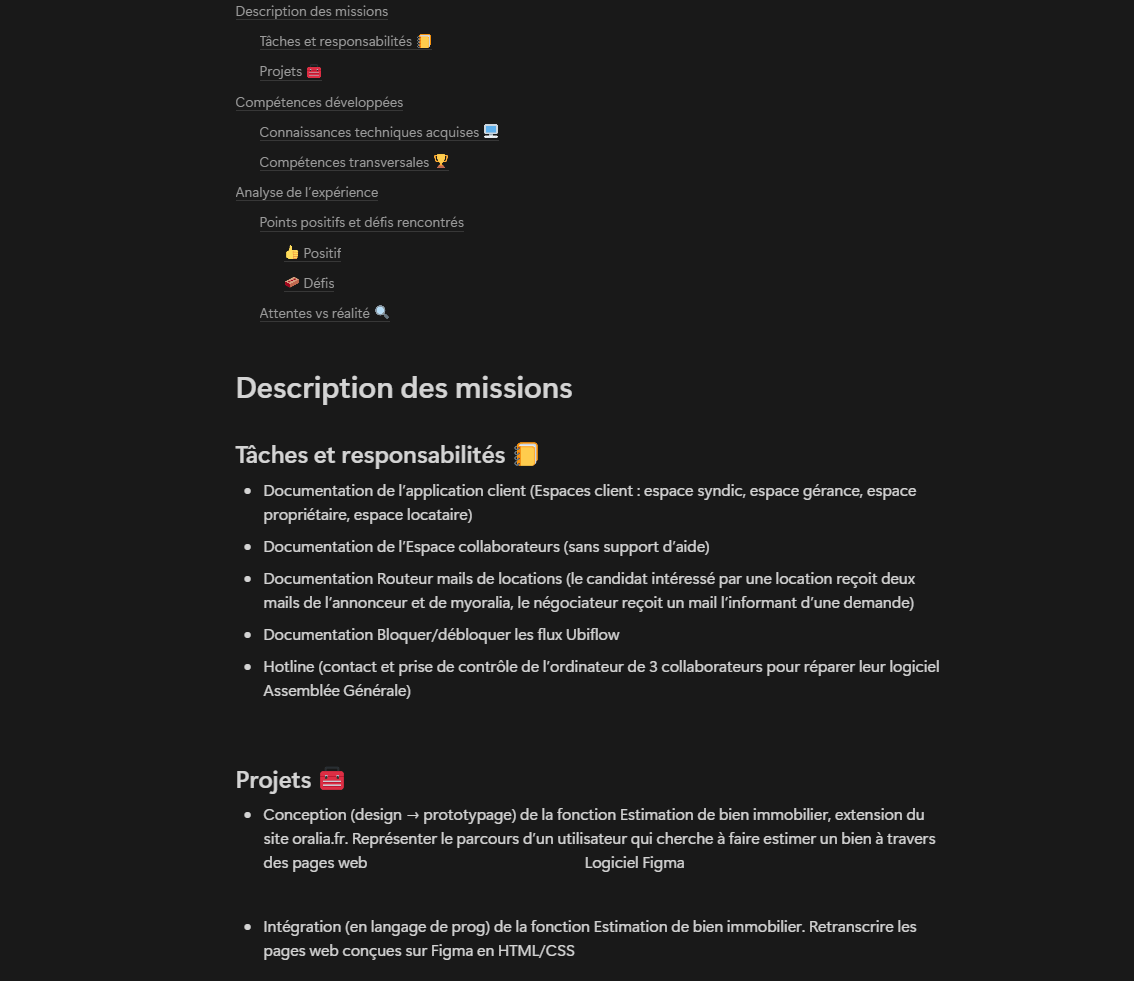 Description des missions
Tâches et responsabilités 📒
Projets 🧰
Compétences développées
Connaissances techniques acquises 🖥️
Compétences transversales 🏆
Analyse de l’expérience
Points positifs et défis rencontrés
👍 Positif
🧱 Défis
Attentes vs réalité 🔍
Description des missions
Tâches et responsabilités 📒
• Documentation de l’application client (Espaces client : espace syndic, espace gérance, espace
propriétaire, espace locataire)
• Documentation de l’Espace collaborateurs (sans support d’aide)
• Documentation Routeur mails de locations (le candidat intéressé par une location reçoit deux
mails de l’annonceur et de myoralia, le négociateur reçoit un mail l’informant d’une demande)
• Documentation Bloquer/débloquer les flux Ubiflow
• Hotline (contact et prise de contrôle de l’ordinateur de 3 collaborateurs pour réparer leur logiciel
Assemblée Générale)
Projets 🧰
• Conception (design → prototypage) de la fonction Estimation de bien immobilier, extension du
site oralia.fr. Représenter le parcours d’un utilisateur qui cherche à faire estimer un bien à travers
des pages web Logiciel Figma
• Intégration (en langage de prog) de la fonction Estimation de bien immobilier. Retranscrire les
pages web conçues sur Figma en HTML/CSS